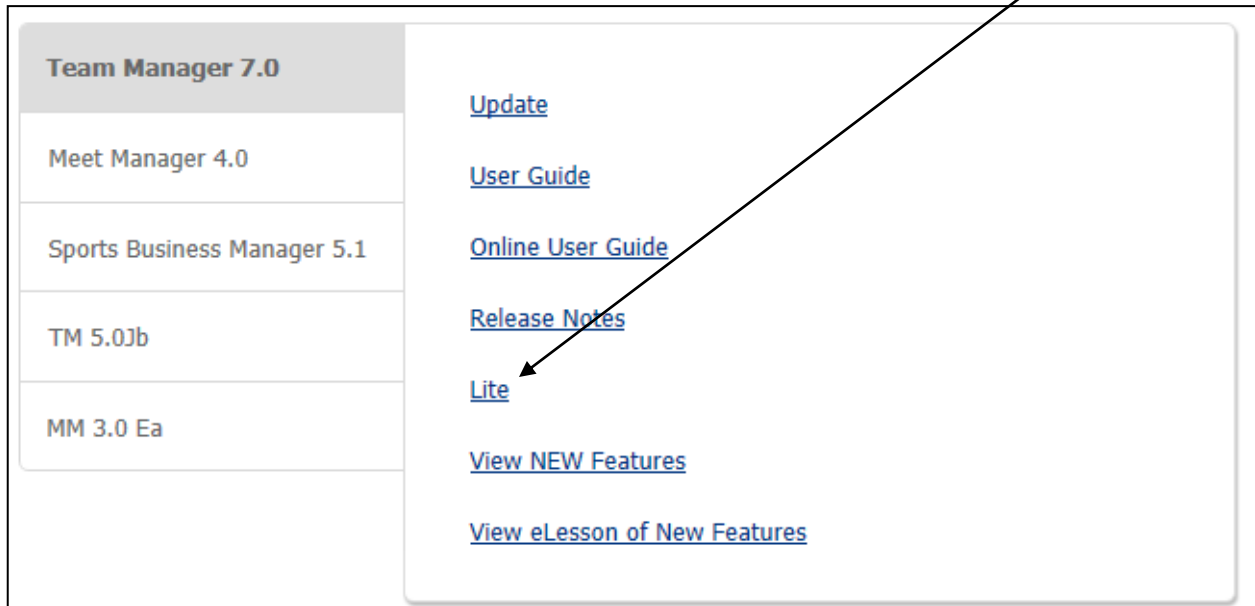 Team Manager 7.0
Meet Manager 4.0
Sports Business Manager 5.1
TM 5.0Jb
MM 3.0 Ea
Update
User Guide
Online User Guide
Release Notes
Lite
View NEW Features
View eLesson of New Features